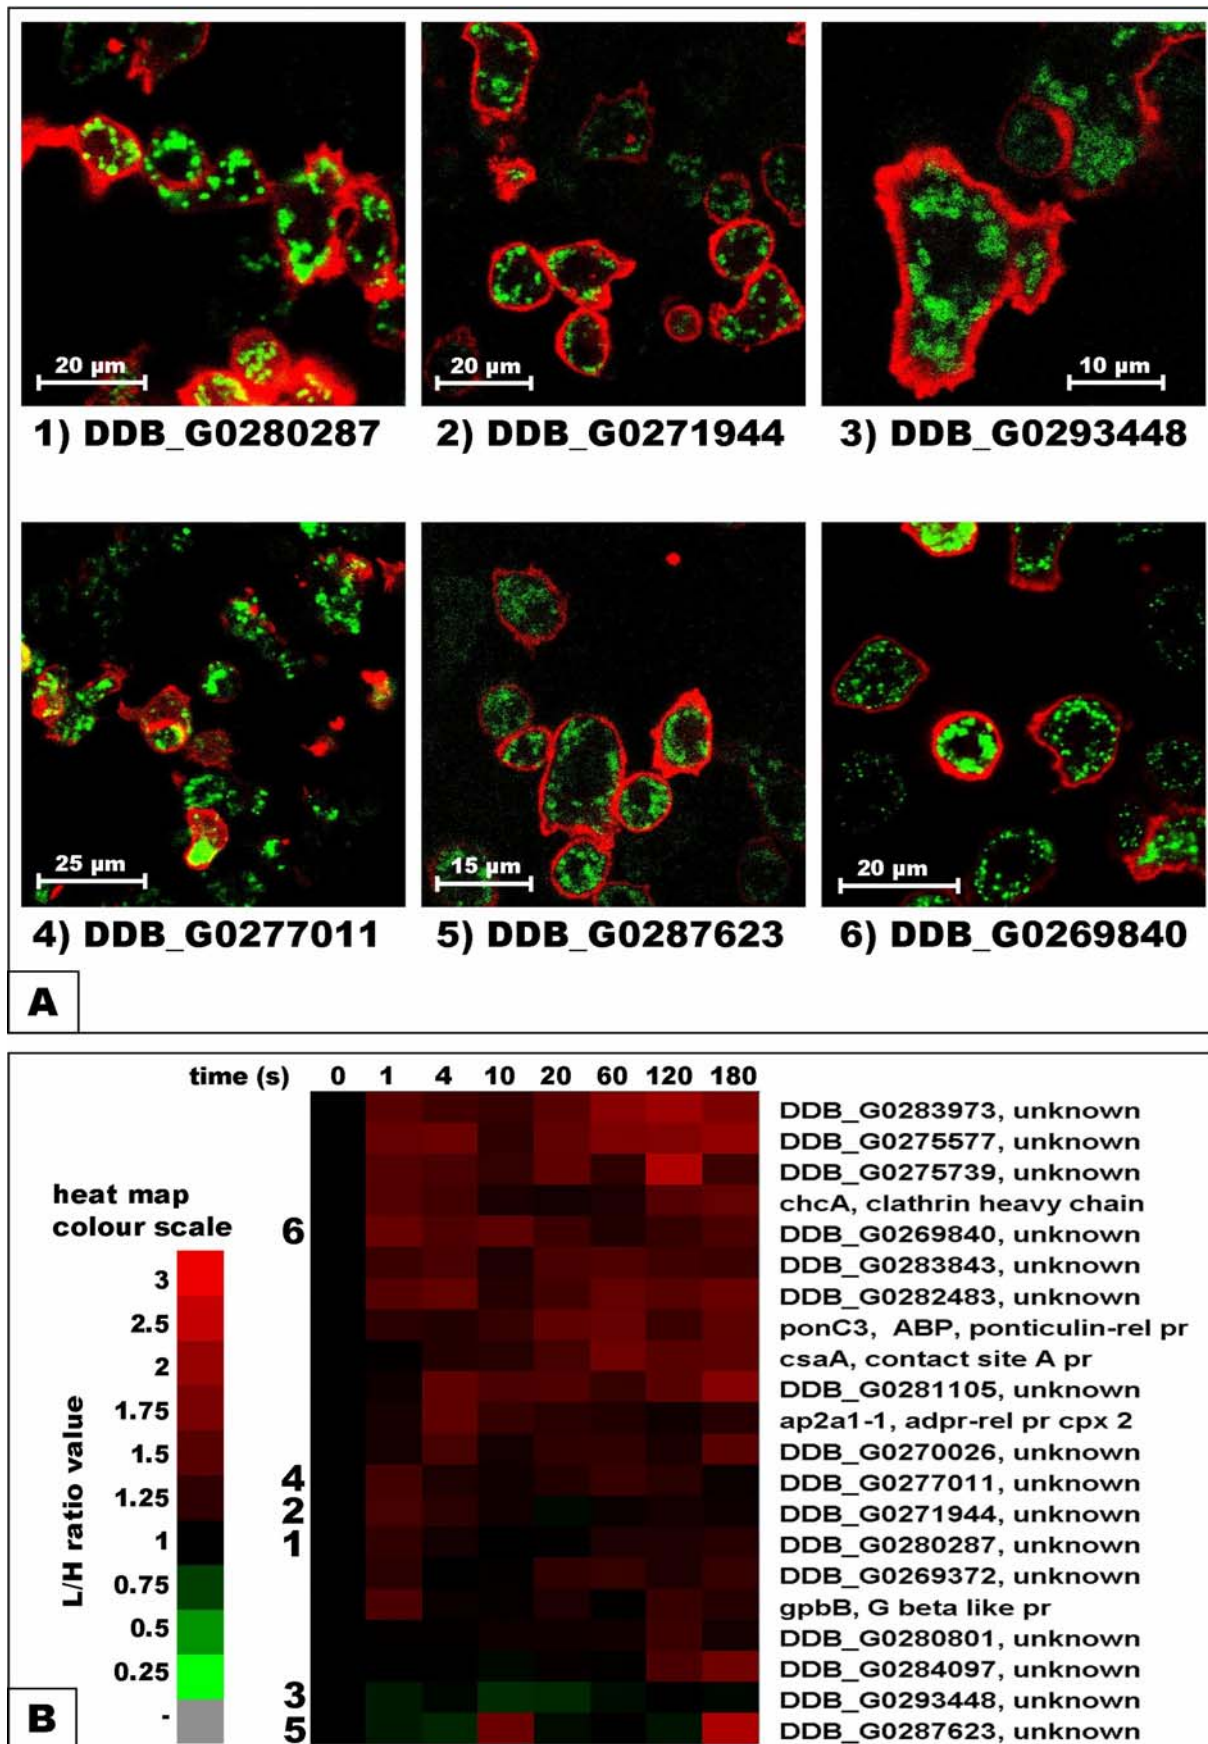 20 µm
1) DDB_G0280287
20 µm
2) DDB_G0271944
10 µm
3) DDB_G0293448
25 µm
4) DDB_G0277011
15 µm
5) DDB_G0287623
20 µm
6) DDB_G0269840
A
time (s) 0 1 4 10 20 60 120 180
heat map
colour scale
L/H ratio value
3
2.5
2
1.75
1.5
1.25
1
0.75
0.5
0.25
-
DDB_G0283973, unknown
DDB_G0275577, unknown
DDB_G0275739, unknown
chcA, clathrin heavy chain
6 DDB_G0269840, unknown
DDB_G0283843, unknown
DDB_G0282483, unknown
ponC3, ABP, ponticulin-rel pr
csaA, contact site A pr
DDB_G0281105, unknown
ap2a1-1, adpr-rel pr cpx 2
DDB_G0270026, unknown
4 DDB_G0277011, unknown
2 DDB_G0271944, unknown
1 DDB_G0280287, unknown
DDB_G0269372, unknown
gpbB, G beta like pr
DDB_G0280801, unknown
DDB_G0284097, unknown
3 DDB_G0293448, unknown
5 DDB_G0287623, unknown
B